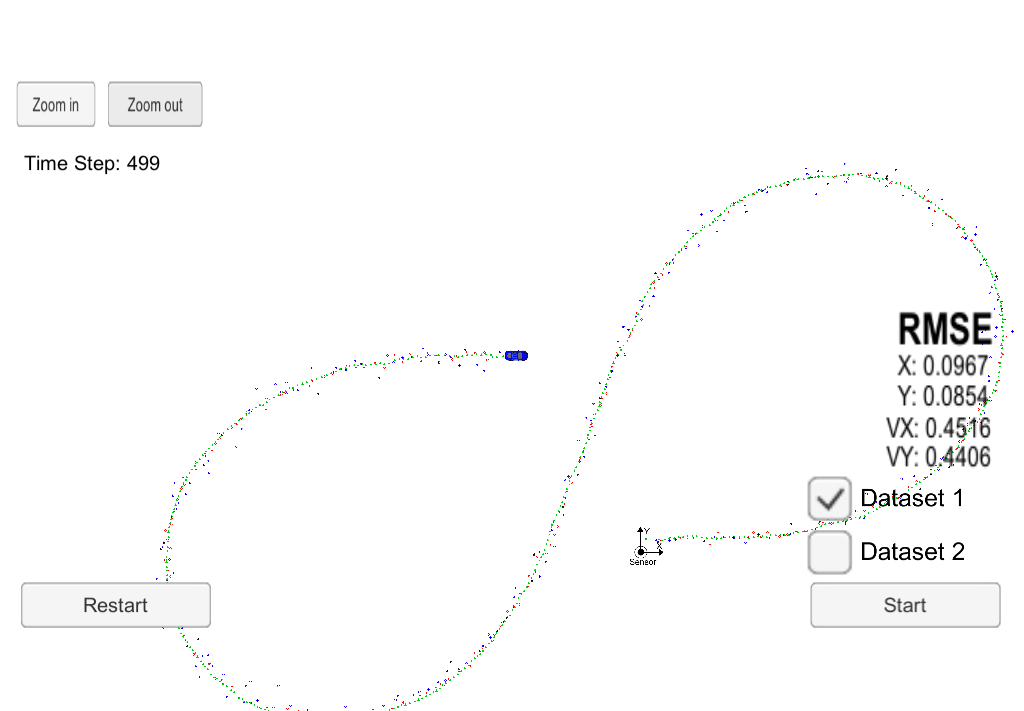 Zoom in
Zoom out
Time Step: 499
RMSE
X: 0.0967
Y: 0.0854
VX: 0.4516
VY: 0.4406
Dataset 1
Y
X
Sensor
Dataset 2
Restart
Start